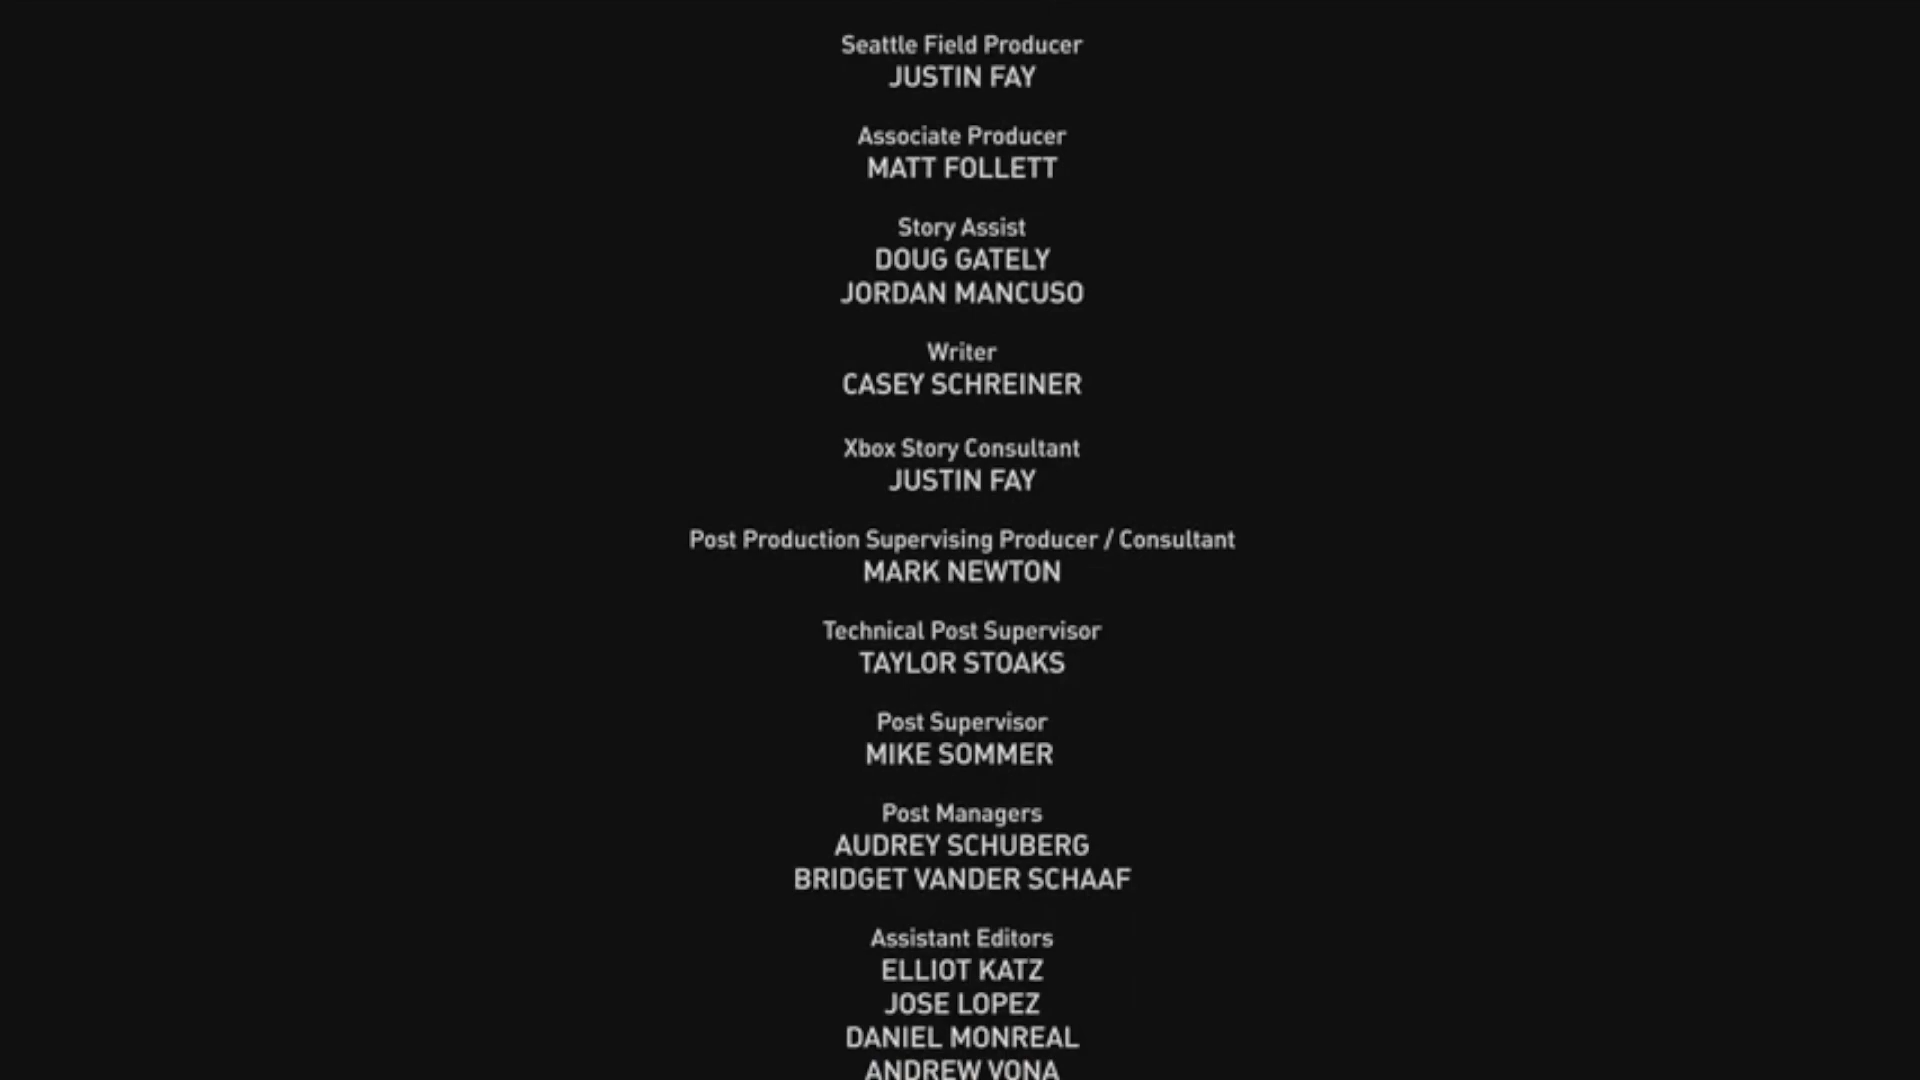 Seattle Field Producer
JUSTIN FAY
Associate Producer
MATT FOLLETT
Story Assist
DOUG GATELY
JORDAN MANCUSO
Writer
CASEY SCHREINER
Xbox Story Consultant
JUSTIN FAY
Post Production Supervising Producer / Consultant
MARK NEWTON
Technical Post Supervisor
TAYLOR STOAKS
Post Supervisor
MIKE SOMMER
Post Managers
AUDREY SCHUBERG
BRIDGET VANDER SCHAAF
Assistant Editors
ELLIOT KATZ
JOSE LOPEZ
DANIEL MONREAL
ANDREW VONA